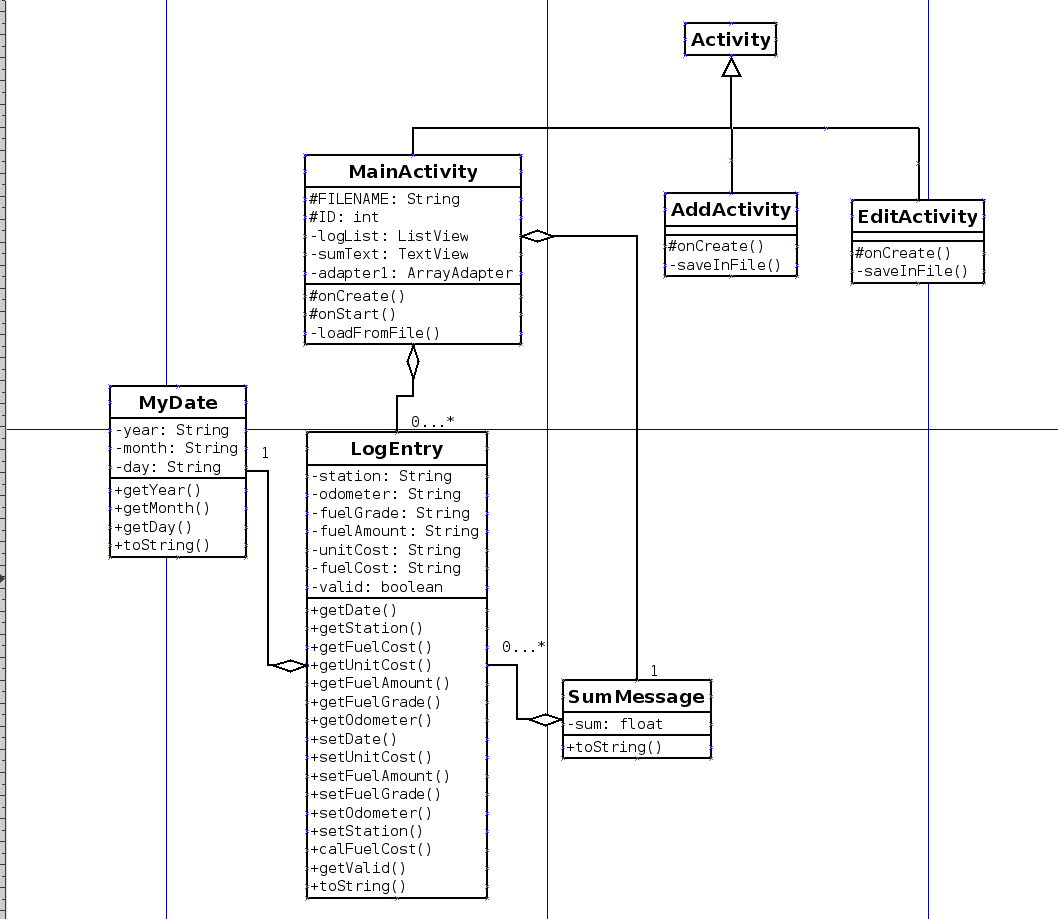 Activity
MainActivity
#FILENAME: String
#ID: int
-logList: ListView
-sumText: TextView
-adapter1: ArrayAdapter
#onCreate()
#onStart()
-loadFromFile()
AddActivity
#onCreate()
-saveInFile()
EditActivity
#onCreate()
-saveInFile()
MyDate
-year: String
-month: String
-day: String
+getYear()
+getMonth()
+getDay()
+toString()
1
0...*
LogEntry
-station: String
-odometer: String
-fuelGrade: String
-fuelAmount: String
-unitCost: String
-fuelCost: String
-valid: boolean
+getDate()
+getStation()
+getFuelCost()
+getUnitCost()
+getFuelAmount()
+getFuelGrade()
+getOdometer()
+setDate()
+setUnitCost()
+setFuelAmount()
+setFuelGrade()
+setOdometer()
+setStation()
+calFuelCost()
+getValid()
+toString()
0...*
1
SumMessage
-sum: float
+toString()